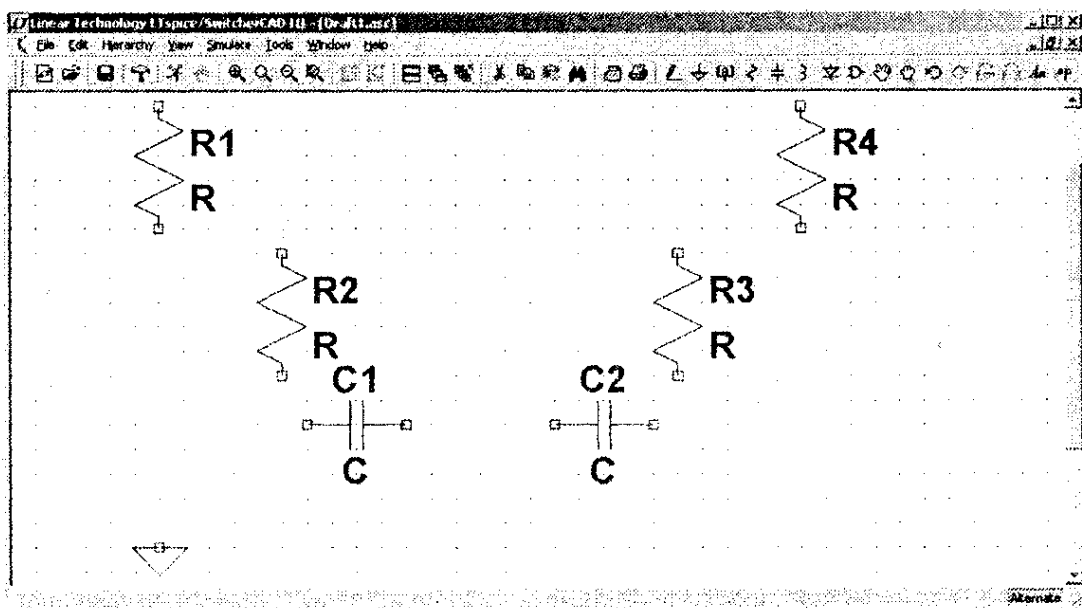 Linear Technology LTspice/SwitcherCAD III - [Draft1.asc]
File Edit Hierarchy View Simulate Tools Window Help
R1
R
R4
R
R2
R
R3
R
C1
C
C2
C
Alternate